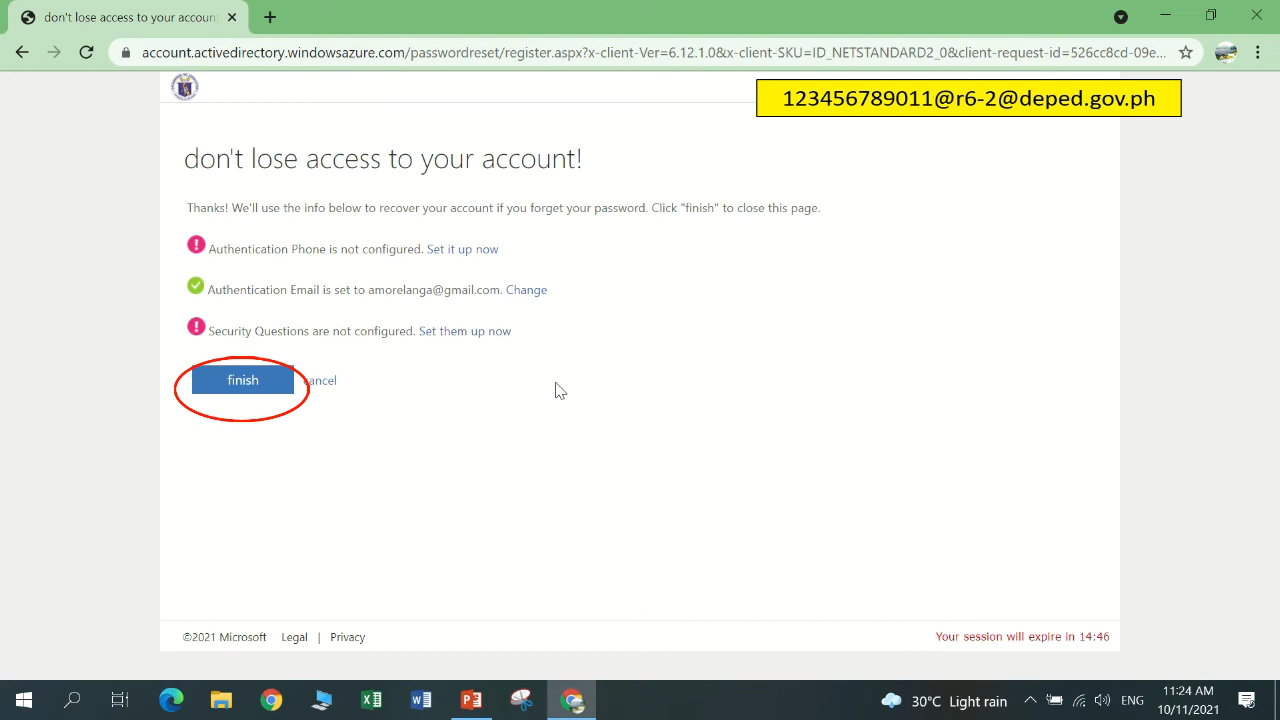 don't lose access to your account
account.activedirectory.windowsazure.com/passwordreset/register.aspx?x-client-Ver=6.12.1.0&x-client-SKU=ID_NETSTANDARD2_0&client-request-id=526cc8cd-09e...
123456789011@r6-2@deped.gov.ph
don't lose access to your account!
Thanks! We'll use the info below to recover your account if you forget your password. Click "finish" to close this page.
Authentication Phone is not configured. Set it up now
Authentication Email is set to amorelanga@gmail.com. Change
Security Questions are not configured. Set them up now
finish cancel
©2021 Microsoft Legal | Privacy
Your session will expire in 14:46
30°C Light rain
ENG
11:24 AM
10/11/2021